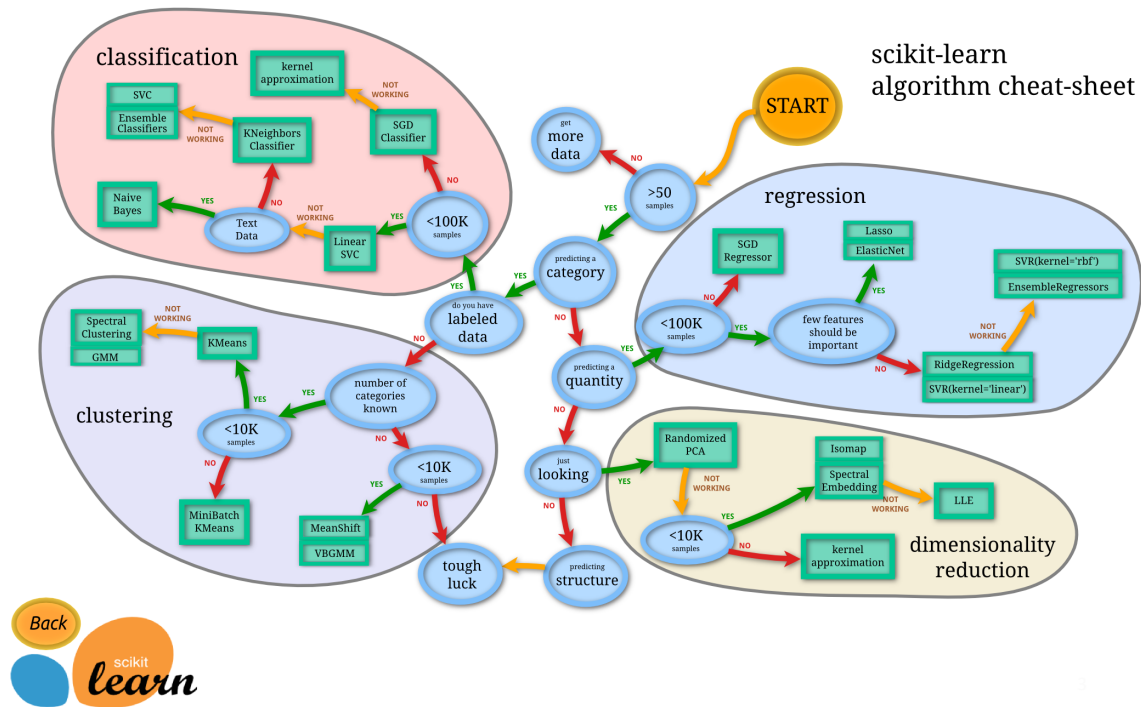 scikit-learn
algorithm cheat-sheet
START
get
more
data
NO
>50
samples
YES
predicting a
category
YES
NO
do you have
labeled
data
YES
NO
predicting a
quantity
YES
NO
just
looking
YES
NO
predicting
structure
tough
luck
classification
kernel
approximation
NOT
WORKING
SVC
Ensemble
Classifiers
NOT
WORKING
KNeighbors
Classifier
SGD
Classifier
NO
Naive
Bayes
YES
NO
Text
Data
NOT
WORKING
Linear
SVC
YES
<100K
samples
regression
SGD
Regressor
NO
<100K
samples
YES
Lasso
ElasticNet
YES
few features
should be
important
NO
SVR(kernel='rbf')
EnsembleRegressors
NOT
WORKING
RidgeRegression
SVR(kernel='linear')
clustering
Spectral
Clustering
GMM
NOT
WORKING
KMeans
YES
number of
categories
known
YES
NO
<10K
samples
NO
MiniBatch
KMeans
<10K
samples
YES
NO
MeanShift
VBGMM
dimensionality
reduction
Randomized
PCA
NOT
WORKING
<10K
samples
YES
NO
Isomap
Spectral
Embedding
NOT
WORKING
LLE
kernel
approximation
Back
scikit
learn